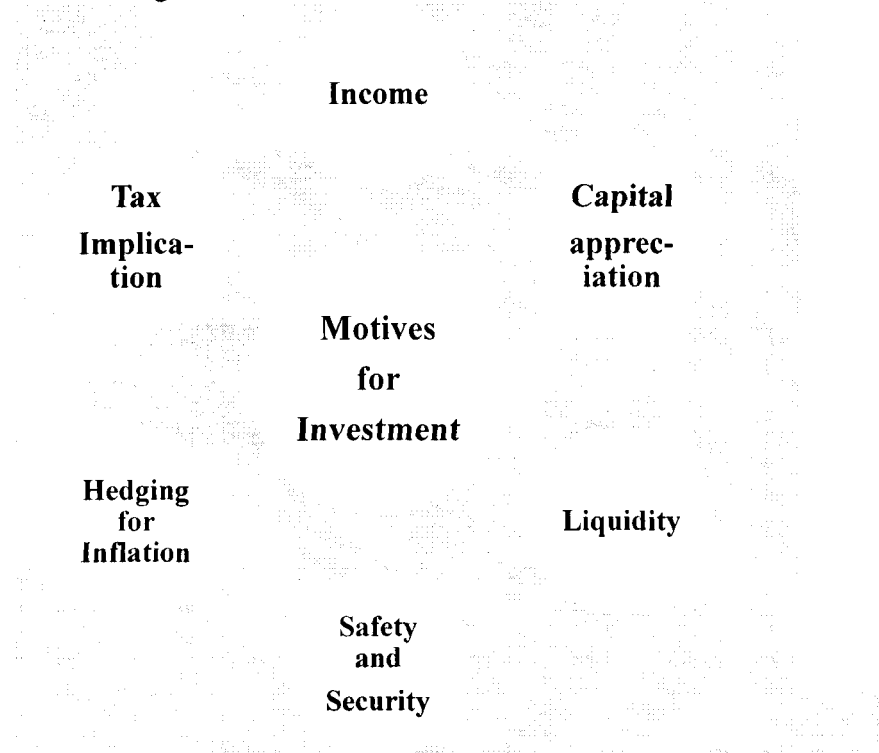 Income
Tax
Implica-
tion
Capital
apprec-
iation
Motives
for
Investment
Hedging
for
Inflation
Liquidity
Safety
and
Security